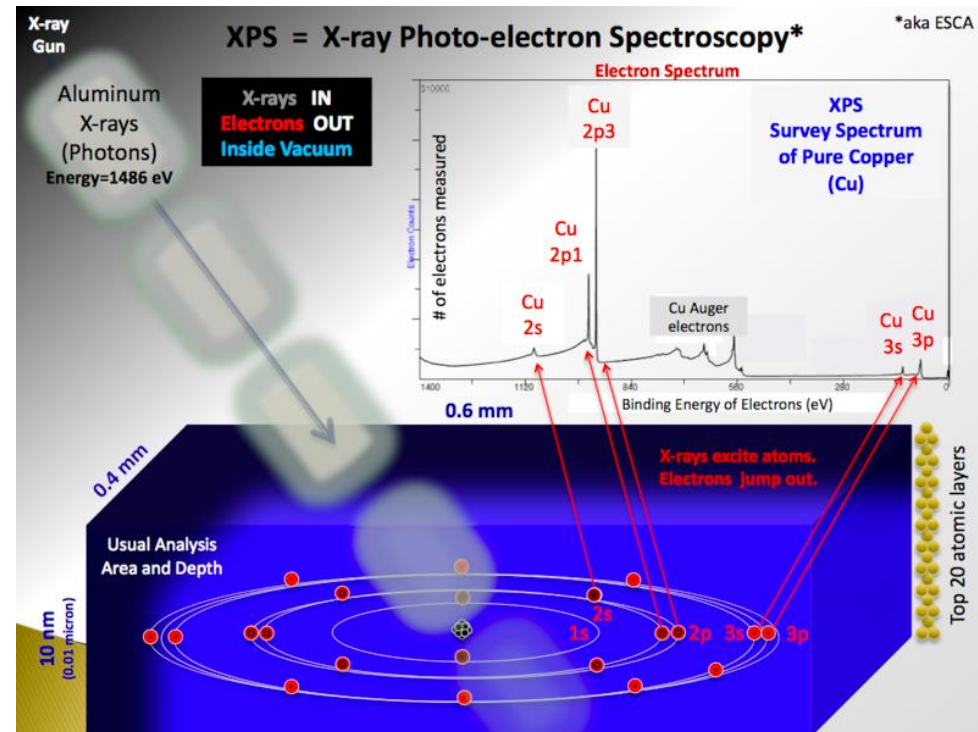 X-ray
Gun
XPS = X-ray Photo-electron Spectroscopy*
*aka ESCA
Aluminum
X-rays
(Photons)
Energy=1486 eV
X-rays IN
Electrons OUT
Inside Vacuum
Electron Spectrum
# of electrons measured
Electron Counts
Cu
2p3
XPS
Survey Spectrum
of Pure Copper
(Cu)
Cu
2p1
Cu
2s
Cu Auger
electrons
Cu
3s
Cu
3p
1400
1120
840
560
280
0
Binding Energy of Electrons (eV)
0.6 mm
0.4 mm
X-rays excite atoms.
Electrons jump out.
Usual Analysis
Area and Depth
10 nm
(0.01 micron)
1s
2s
2p
3s
3p
Top 20 atomic layers